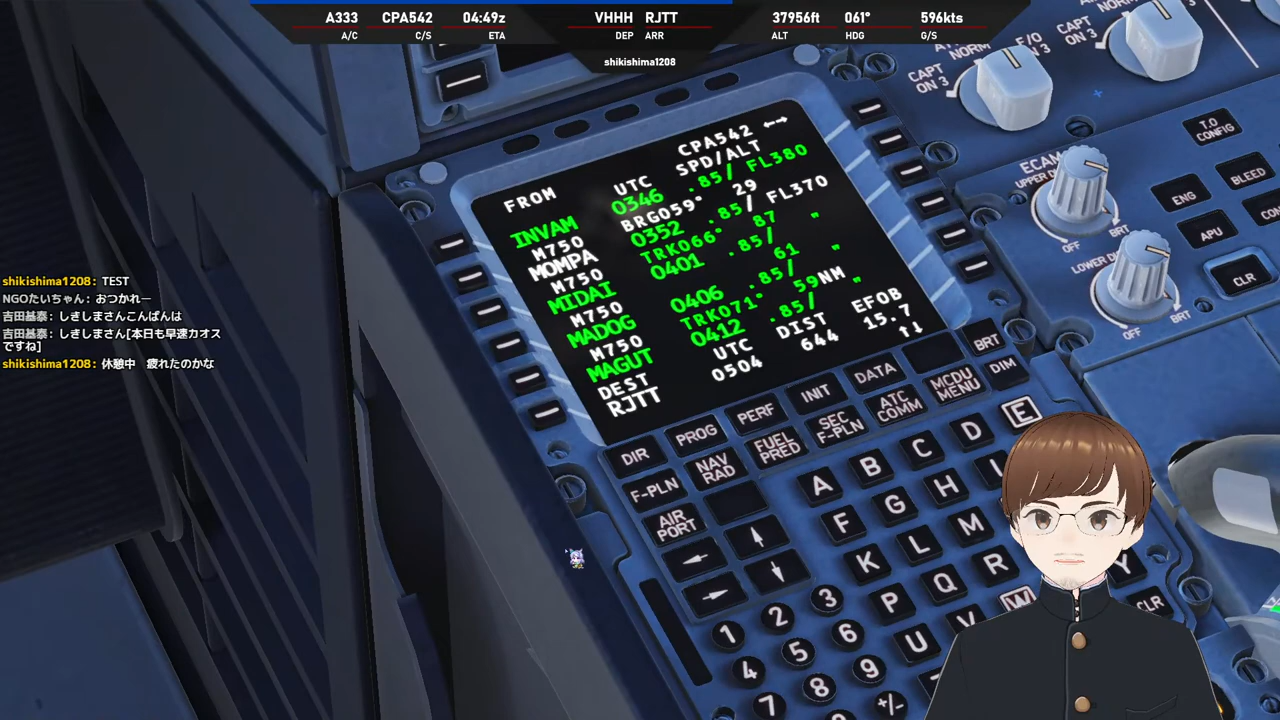 A333 CPA542 04:49z VHHH RJTT 37956ft 061° 596kts
A/C C/S ETA DEP ARR ALT HDG G/S
shikishima1208
CAPT ON 3 NORM F/O ON 3
CAPT ON 3 NORM
CPA542 ←→
FROM UTC SPD/ALT
INVAM 0346 .85/ FL380
M750 BRG059° 29
MOMPA 0352 .85/ FL370
M750 TRK066° 87
MIDAI 0401 .85/ "
M750 61
MADOG 0406 .85/ "
M750 TRK071° 59NM
MAGUT 0412 .85/ "
DEST UTC DIST EFOB
RJTT 0504 644 15.7
↑↓
T.O CONFIG
ECAM
OFF BRT
OFF BRT
ENG BLEED
APU
CLR
BRT
DIM
DIR PROG PERF INIT DATA
F-PLN NAV RAD FUEL PRED SEC F-PLN ATC COMM MCDU MENU
AIR PORT
← ↑
→ ↓
A B C D E
F G H
K L M
P Q R
U V W Y
CLR
1 2 3
4 5 6
7 8 9
+/-
shikishima1208: TEST
NGOたいちゃん: おつかれー
吉田基泰: しきしまさんこんばんは
吉田基泰: しきしまさん[本日も早速カオス
ですね]
shikishima1208: 休憩中　疲れたのかな